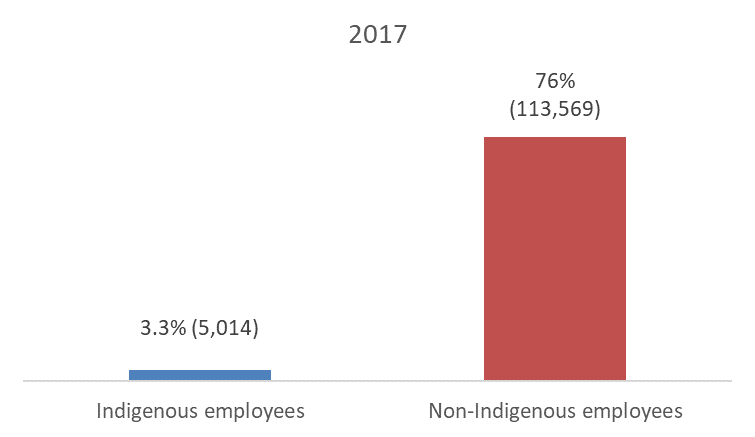 2017
76%
(113,569)
3.3% (5,014)
Indigenous employees
Non-Indigenous employees